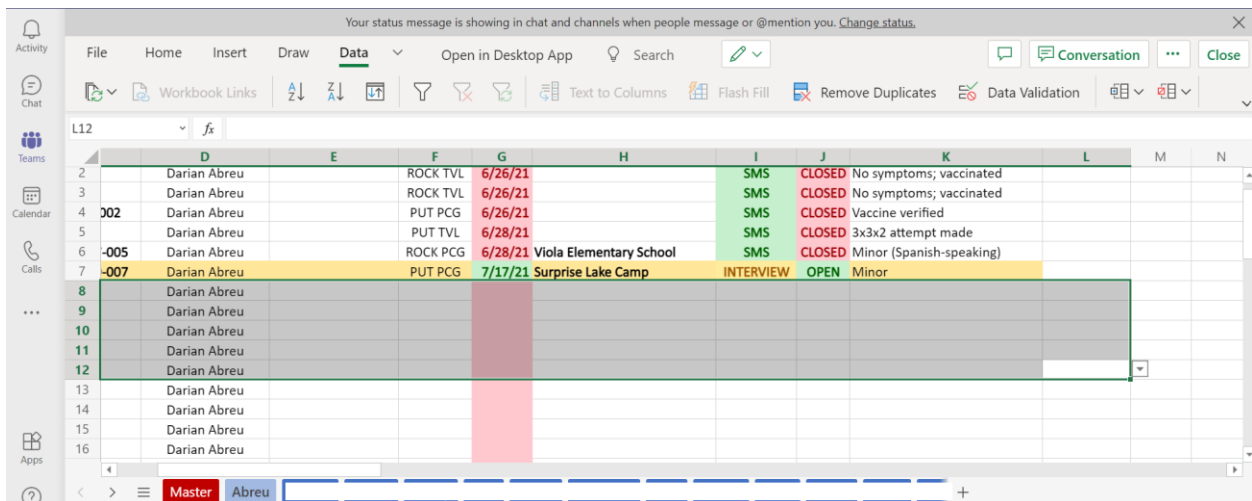 Your status message is showing in chat and channels when people message or @mention you. Change status.
Activity
Chat
Teams
Calendar
Calls
Apps
File Home Insert Draw Data Open in Desktop App Search Conversation Close
Workbook Links Text to Columns Flash Fill Remove Duplicates Data Validation
L12 fx
D E F G H I J K L M N
2 Darian Abreu ROCK TVL 6/26/21 SMS CLOSED No symptoms; vaccinated
3 Darian Abreu ROCK TVL 6/26/21 SMS CLOSED No symptoms; vaccinated
4 002 Darian Abreu PUT PCG 6/26/21 SMS CLOSED Vaccine verified
5 Darian Abreu PUT TVL 6/28/21 SMS CLOSED 3x3x2 attempt made
6 -005 Darian Abreu ROCK PCG 6/28/21 Viola Elementary School SMS CLOSED Minor (Spanish-speaking)
7 -007 Darian Abreu PUT PCG 7/17/21 Surprise Lake Camp INTERVIEW OPEN Minor
8 Darian Abreu
9 Darian Abreu
10 Darian Abreu
11 Darian Abreu
12 Darian Abreu
13 Darian Abreu
14 Darian Abreu
15 Darian Abreu
16 Darian Abreu
Master Abreu